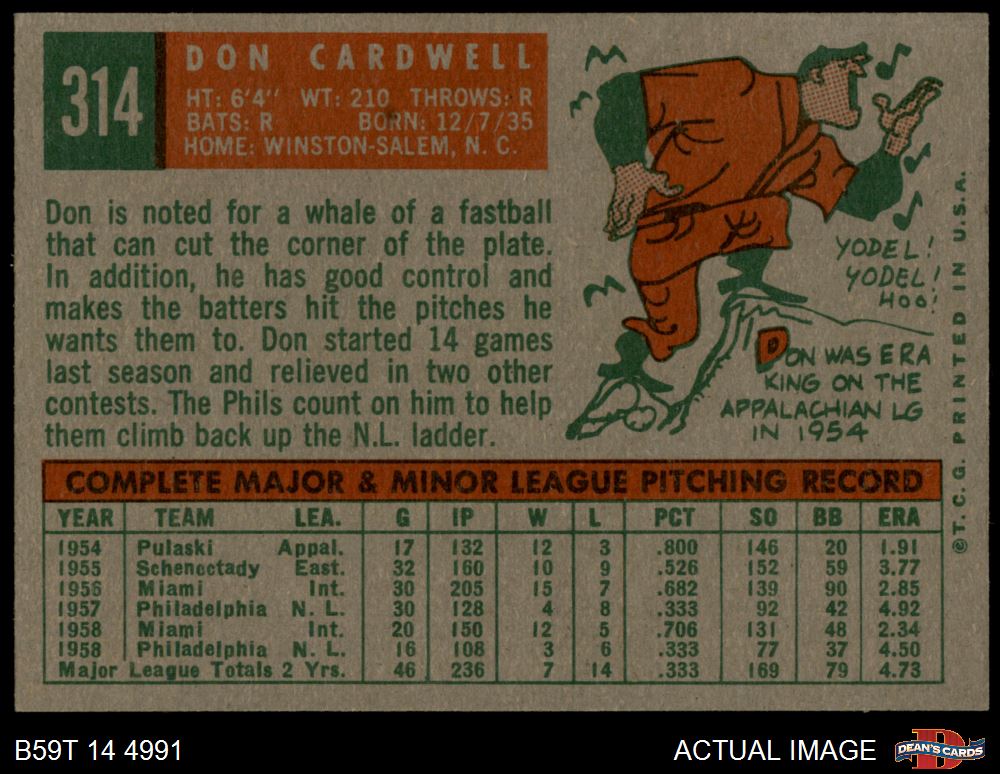 314
DON CARDWELL
HT: 6'4" WT: 210 THROWS: R
BATS: R BORN: 12/7/35
HOME: WINSTON-SALEM, N. C.
Don is noted for a whale of a fastball
that can cut the corner of the plate.
In addition, he has good control and
makes the batters hit the pitches he
wants them to. Don started 14 games
last season and relieved in two other
contests. The Phils count on him to help
them climb back up the N.L. ladder.
YODEL!
YODEL!
HOO!
DON WAS ERA
KING ON THE
APPALACHIAN LG
IN 1954
© T. C. G. PRINTED IN U.S.A.
COMPLETE MAJOR & MINOR LEAGUE PITCHING RECORD
YEAR TEAM LEA. G IP W L PCT SO BB ERA
1954 Pulaski Appal. 17 132 12 3 .800 146 20 1.91
1955 Schenectady East. 32 160 10 9 .526 152 59 3.77
1956 Miami Int. 30 205 15 7 .682 139 90 2.85
1957 Philadelphia N. L. 30 128 4 8 .333 92 42 4.92
1958 Miami Int. 20 150 12 5 .706 131 48 2.34
1958 Philadelphia N. L. 16 108 3 6 .333 77 37 4.50
Major League Totals 2 Yrs. 46 236 7 14 .333 169 79 4.73
B59T 14 4991
ACTUAL IMAGE
D
DEAN'S CARDS